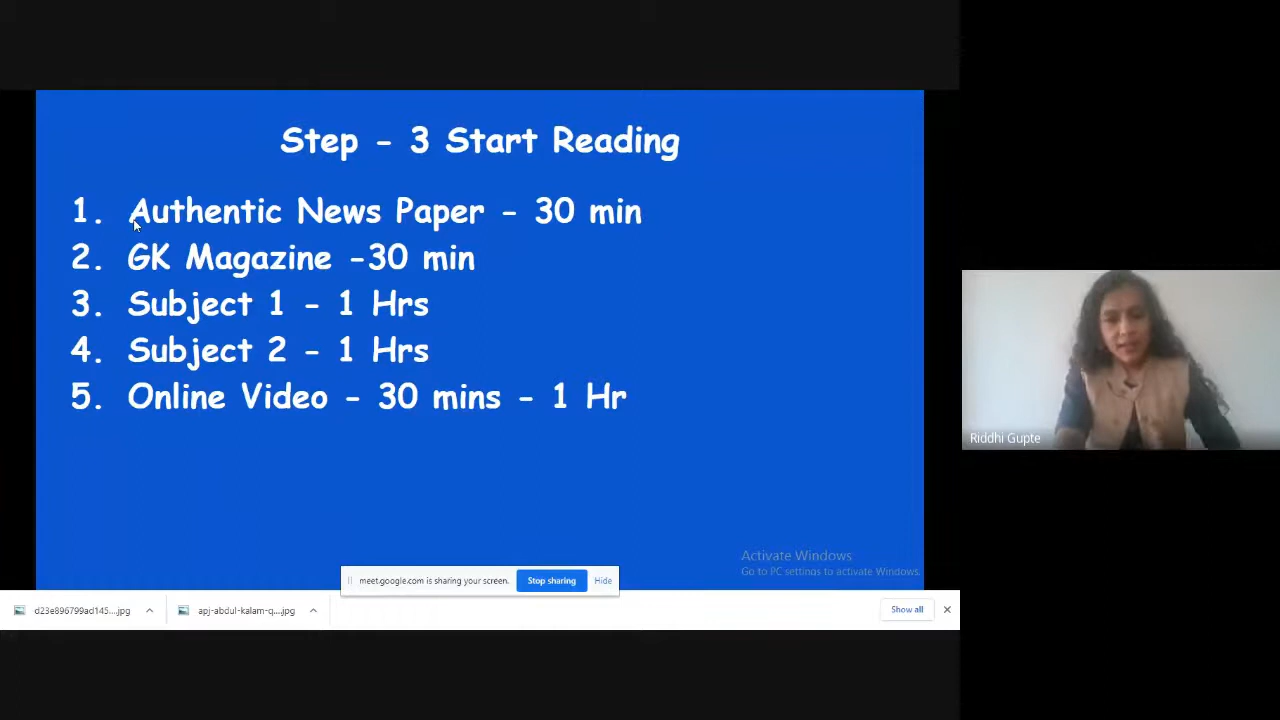 Step - 3 Start Reading
1. Authentic News Paper - 30 min
2. GK Magazine -30 min
3. Subject 1 - 1 Hrs
4. Subject 2 - 1 Hrs
5. Online Video - 30 mins - 1 Hr
Riddhi Gupte
Activate Windows
Go to PC settings to activate Windows.
meet.google.com is sharing your screen. Stop sharing Hide
d23e896799ad145....jpg apj-abdul-kalam-q....jpg Show all